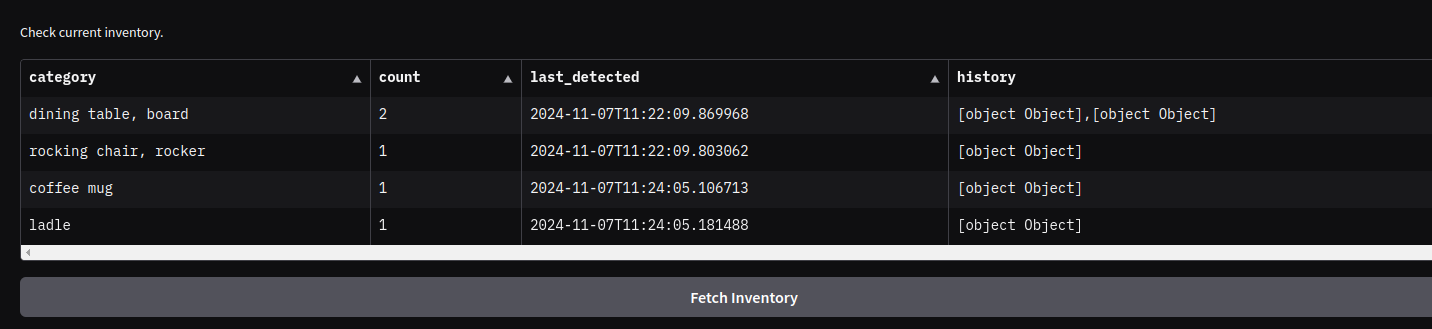 Check current inventory.
category ▲ count ▲ last_detected ▲ history
dining table, board 2 2024-11-07T11:22:09.869968 [object Object],[object Object]
rocking chair, rocker 1 2024-11-07T11:22:09.803062 [object Object]
coffee mug 1 2024-11-07T11:24:05.106713 [object Object]
ladle 1 2024-11-07T11:24:05.181488 [object Object]
Fetch Inventory